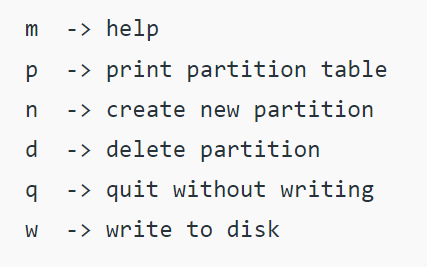 m  -> help
p  -> print partition table
n  -> create new partition
d  -> delete partition
q  -> quit without writing
w  -> write to disk